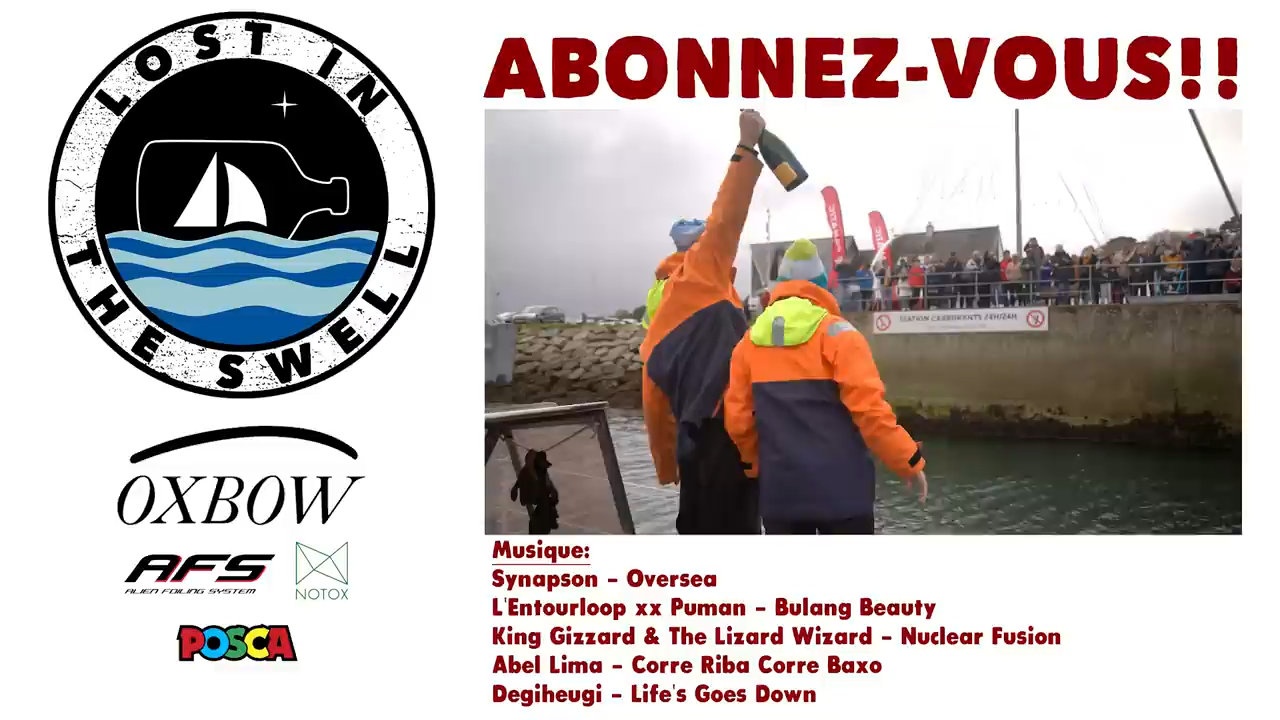 LOST IN
THE SWELL
OXBOW
AFS
ALIEN FOILING SYSTEM
NOTOX
POSCA
ABONNEZ-VOUS!!
STATION CARBURANTS
Musique:
Synapson - Oversea
L'Entourloop xx Puman - Bulang Beauty
King Gizzard & The Lizard Wizard - Nuclear Fusion
Abel Lima - Corre Riba Corre Baxo
Degiheugi - Life's Goes Down